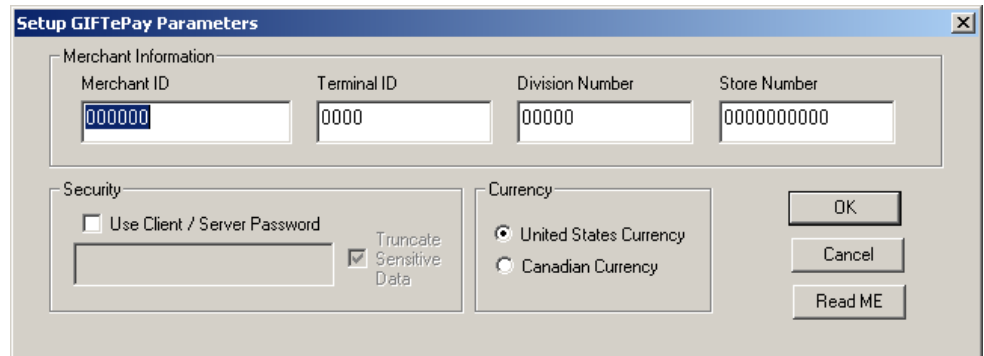 Setup GIFTePay Parameters
Merchant Information
Merchant ID
Terminal ID
Division Number
Store Number
000000
0000
00000
0000000000
Security
Use Client / Server Password
Truncate
Sensitive
Data
Currency
United States Currency
Canadian Currency
OK
Cancel
Read ME